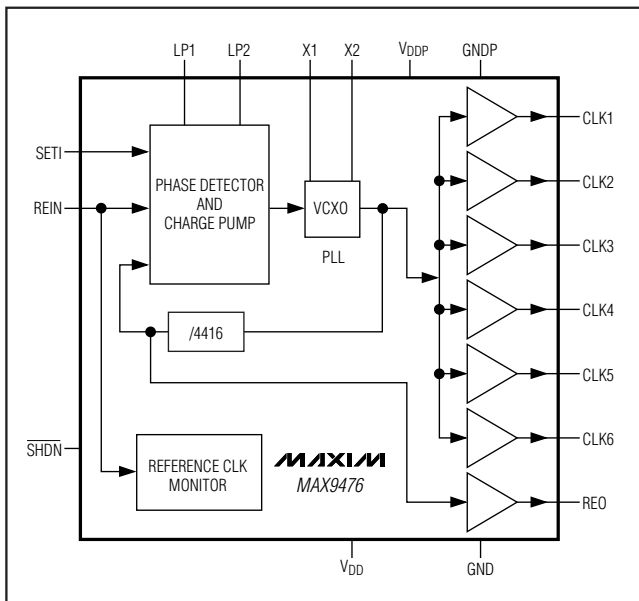 LP1 LP2 X1 X2 VDDP GNDP
SETI
REIN
PHASE DETECTOR
AND
CHARGE PUMP
VCXO
PLL
/4416
SHDN
REFERENCE CLK
MONITOR
MAXIM
MAX9476
CLK1
CLK2
CLK3
CLK4
CLK5
CLK6
REO
VDD GND